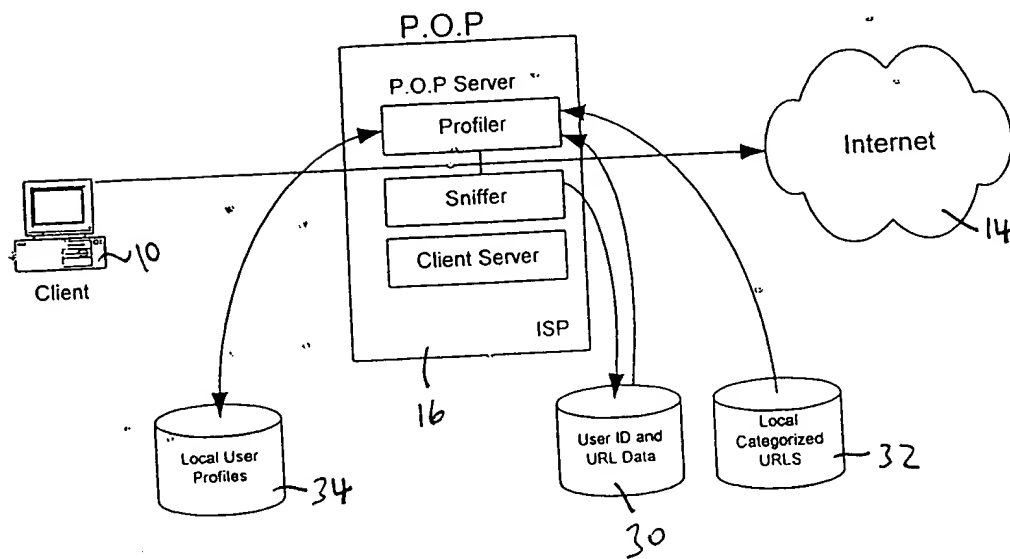 P.O.P
P.O.P Server
Profiler
Internet
Sniffer
14
10
Client Server
Client
ISP
16
Local User
Profiles
34
User ID and
URL Data
30
Local
Categorized
URLS
32